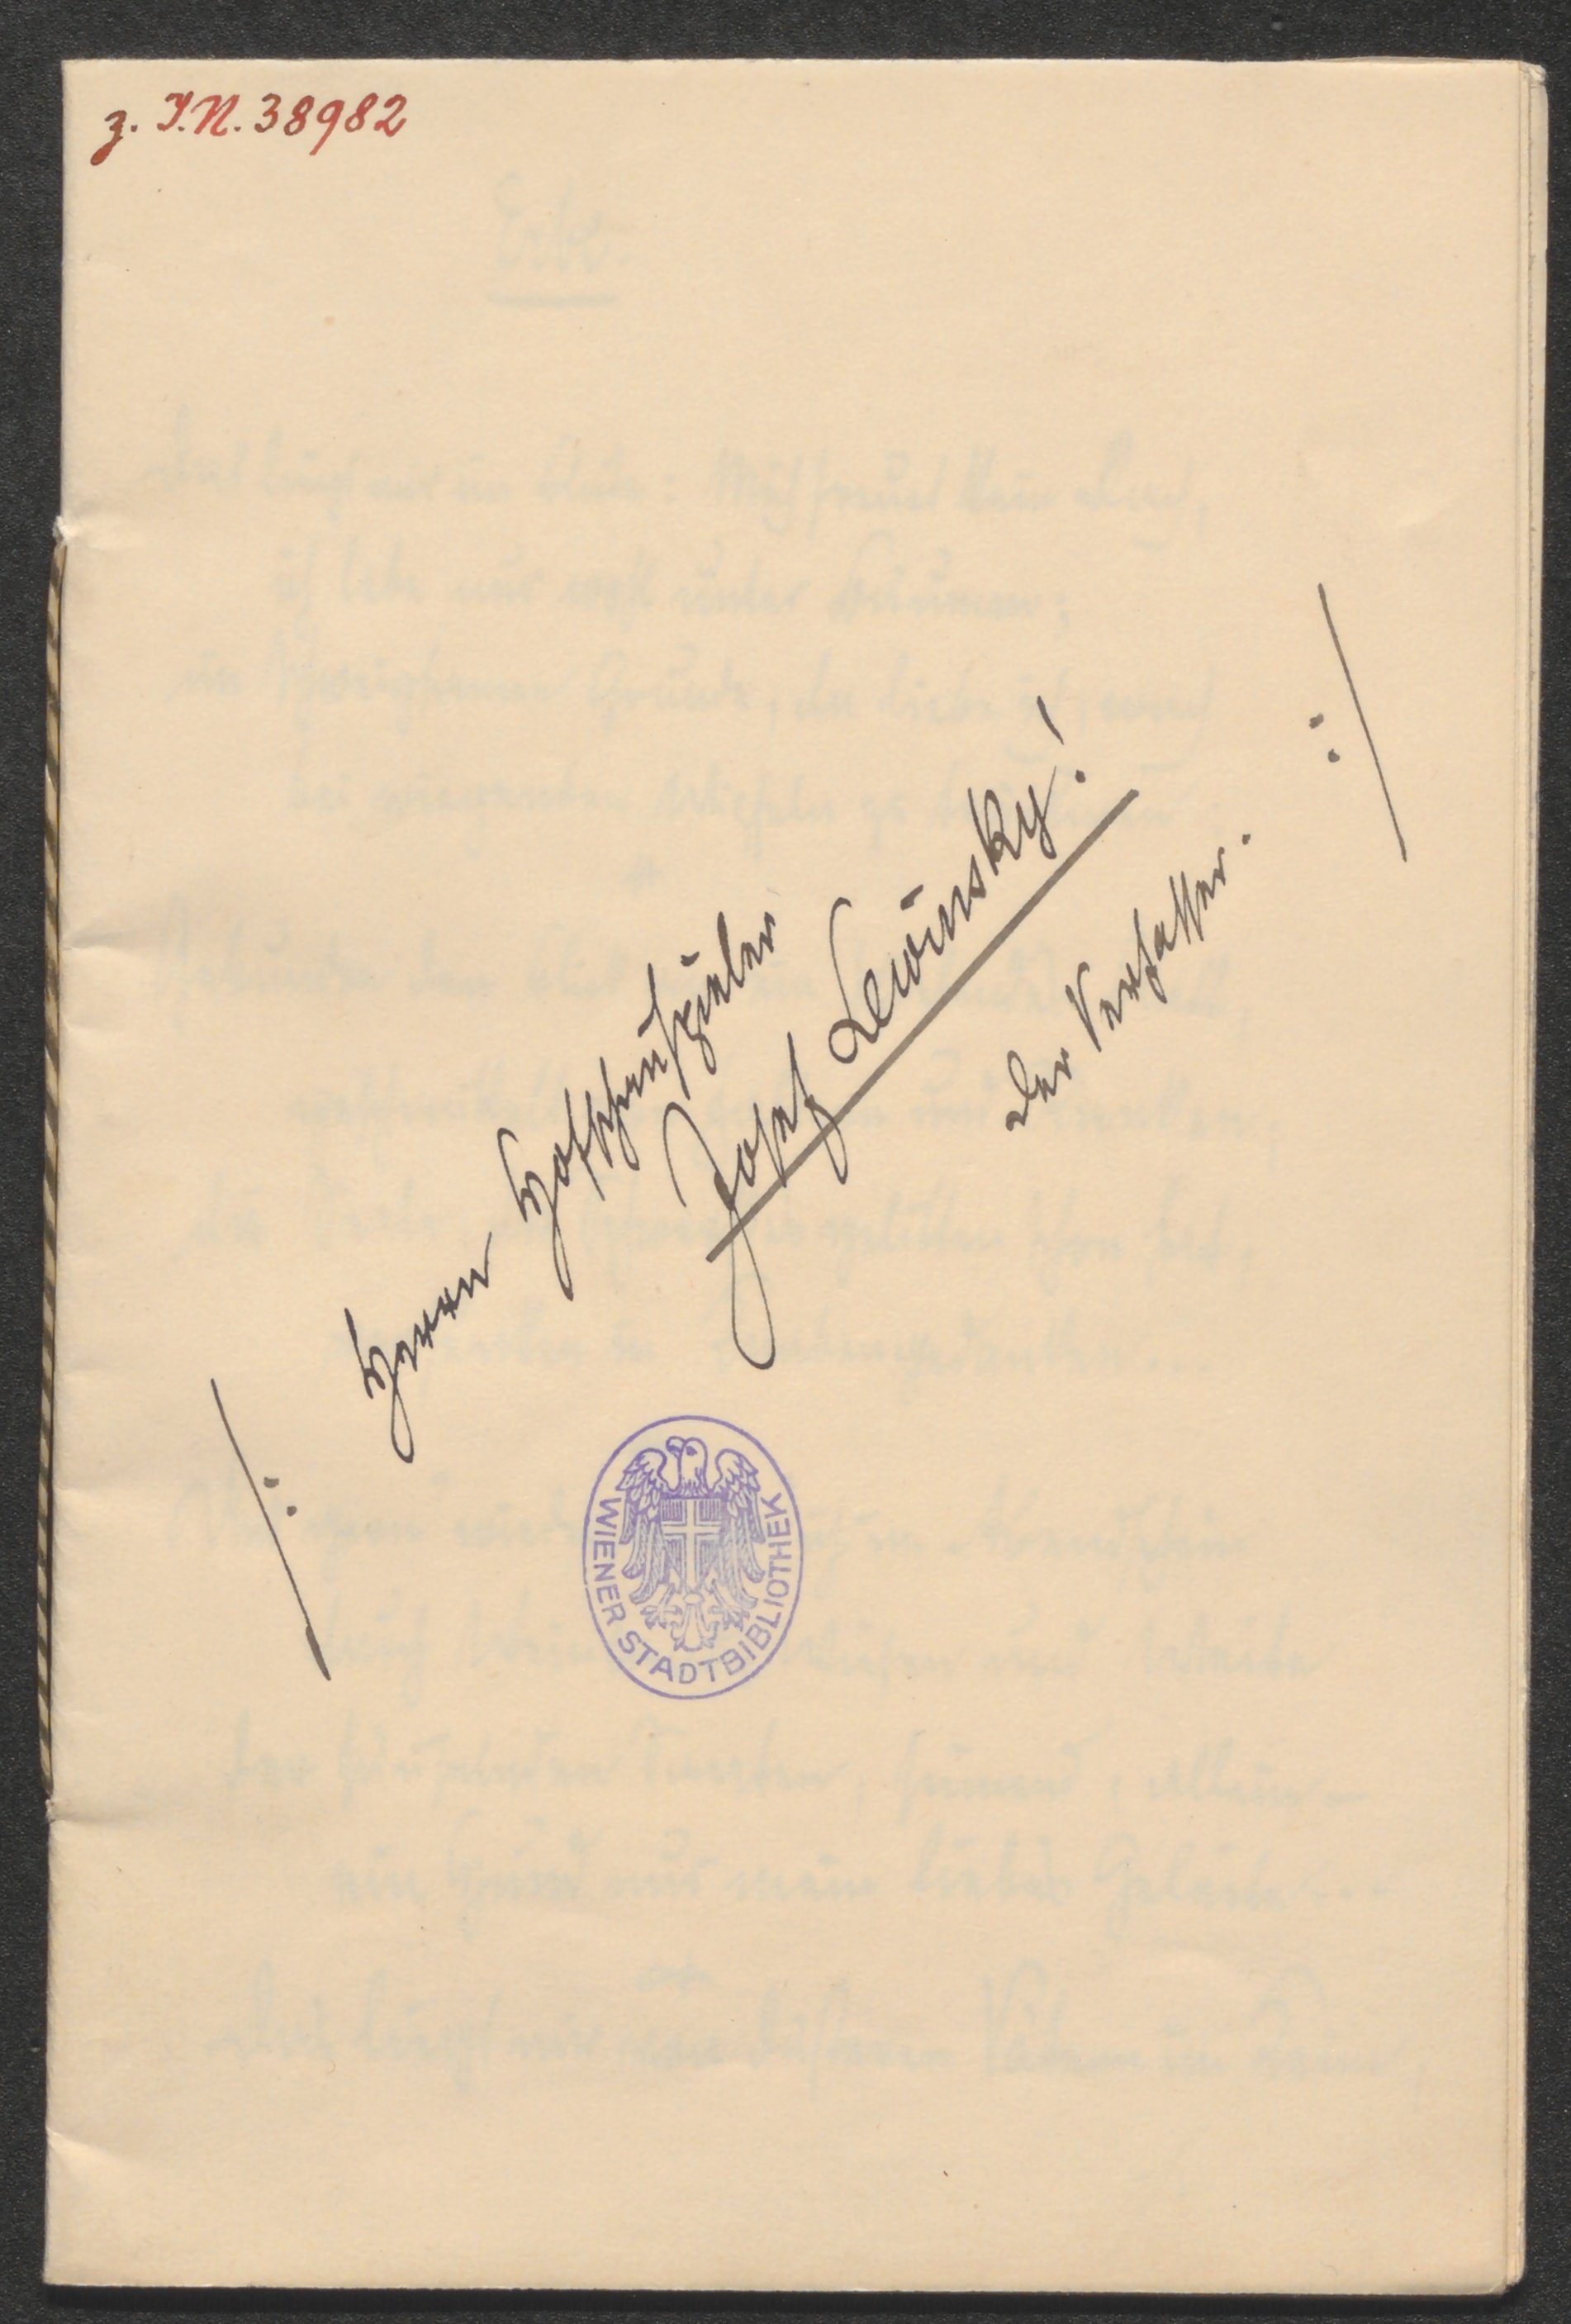 z. I.N. 38982
/: Herrn Hofschauspieler
Josef Lewinsky!
Der Verfasser. :/
WIENER STADTBIBLIOTHEK